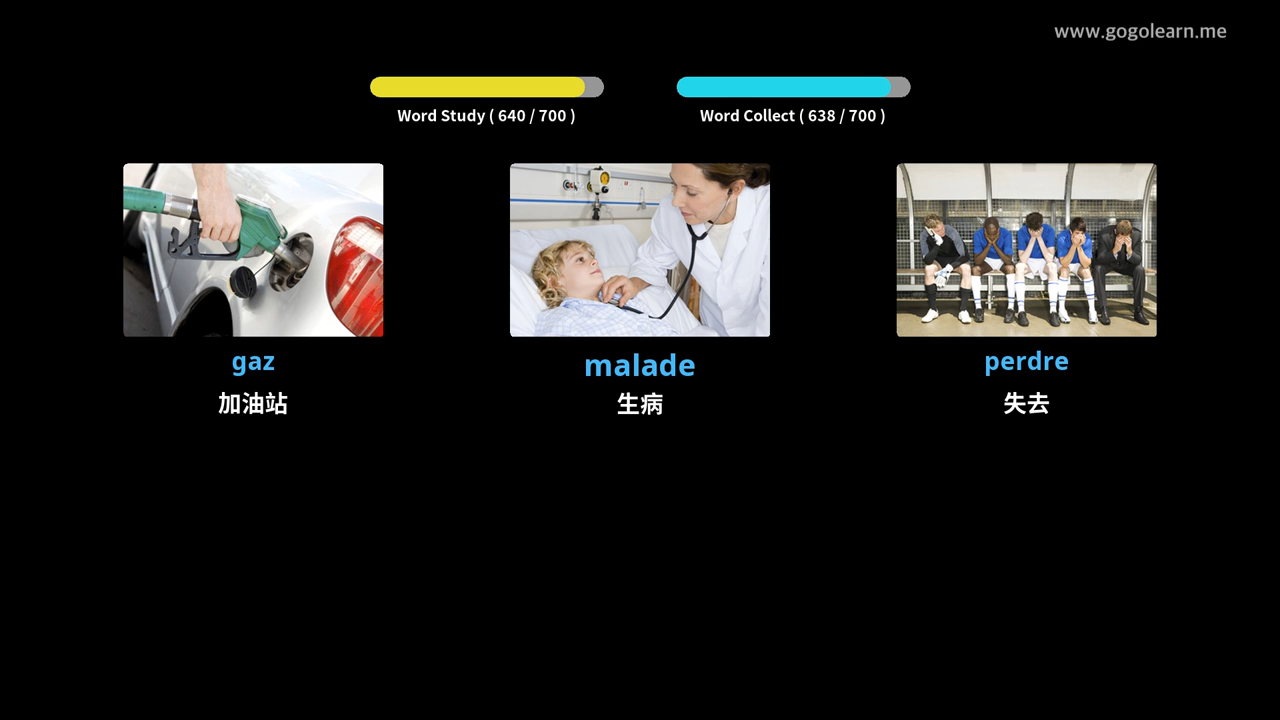 www.gogolearn.me
Word Study ( 640 / 700 )
Word Collect ( 638 / 700 )
gaz
加油站
malade
生病
perdre
失去